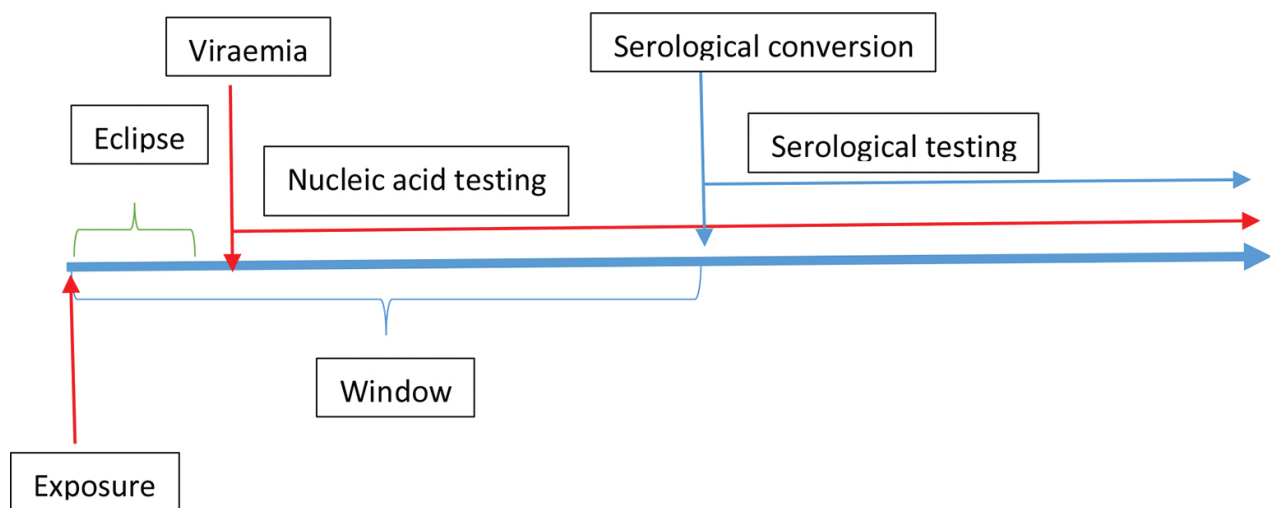 Viraemia
Serological conversion
Eclipse
Serological testing
Nucleic acid testing
Window
Exposure